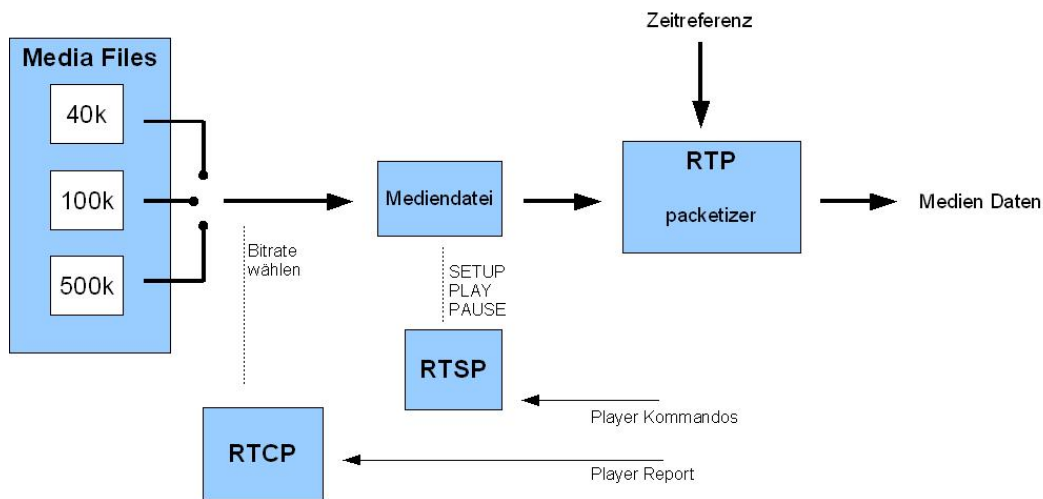 Zeitreferenz
Media Files
40k
100k
500k
Mediendatei
RTP
packetizer
Medien Daten
Bitrate
wählen
SETUP
PLAY
PAUSE
RTSP
Player Kommandos
RTCP
Player Report